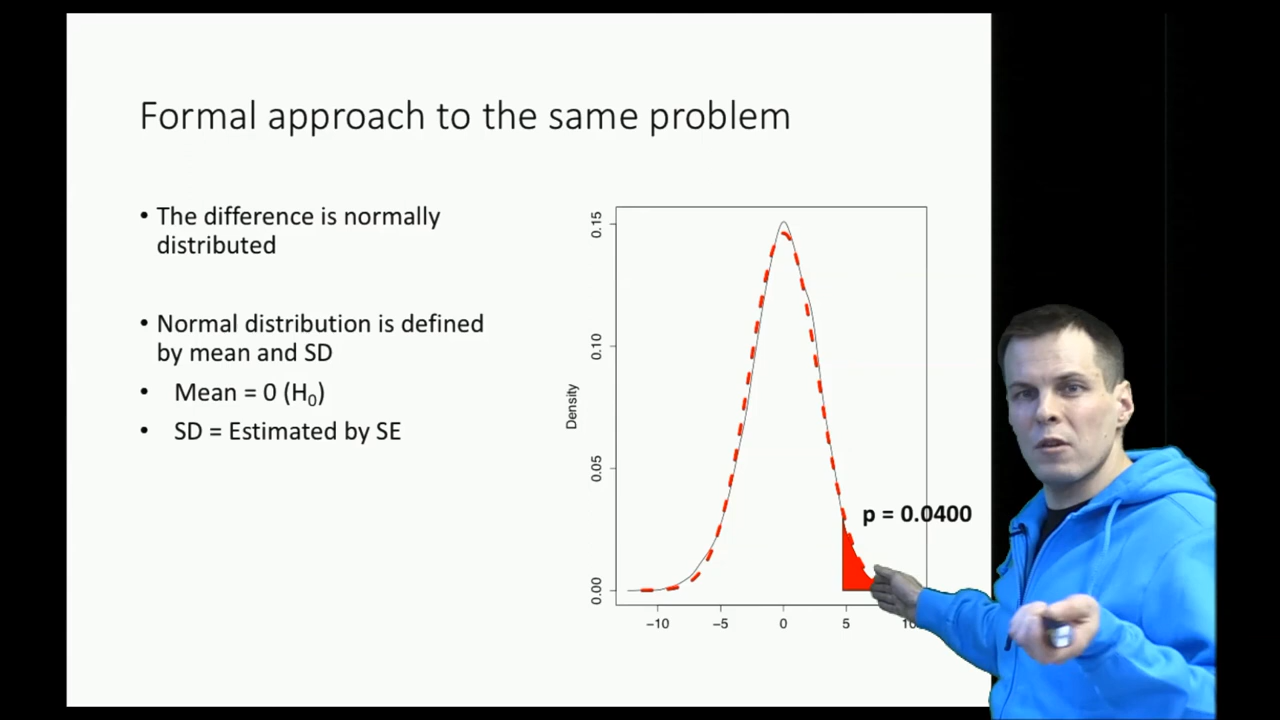 Formal approach to the same problem
• The difference is normally
distributed
• Normal distribution is defined
by mean and SD
• Mean = 0 (H₀)
• SD = Estimated by SE
Density
0.15
0.10
0.05
0.00
p = 0.0400
−10
−5
0
5
10